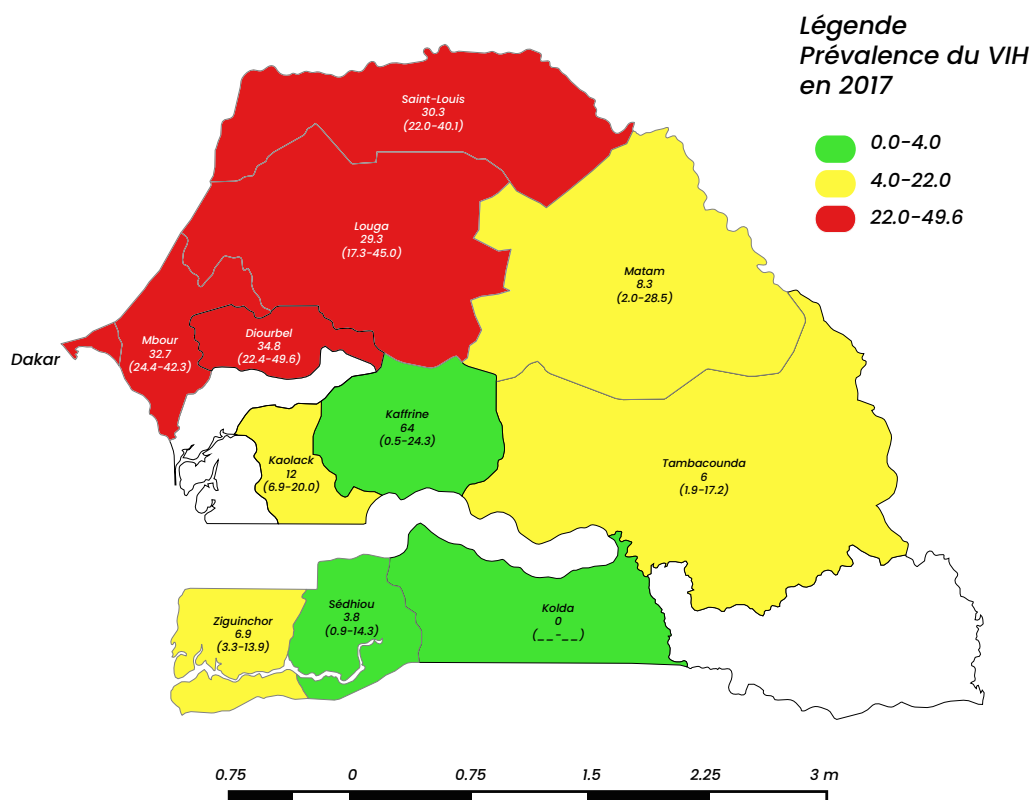 Légende
Prévalence du VIH
en 2017
0.0-4.0
4.0-22.0
22.0-49.6
Saint-Louis
30.3
(22.0-40.1)
Louga
29.3
(17.3-45.0)
Matam
8.3
(2.0-28.5)
Dakar
Mbour
32.7
(24.4-42.3)
Diourbel
34.8
(22.4-49.6)
Kaffrine
64
(0.5-24.3)
Kaolack
12
(6.9-20.0)
Tambacounda
6
(1.9-17.2)
Ziguinchor
6.9
(3.3-13.9)
Sédhiou
3.8
(0.9-14.3)
Kolda
0
(__-__)
0.75 0 0.75 1.5 2.25 3 m